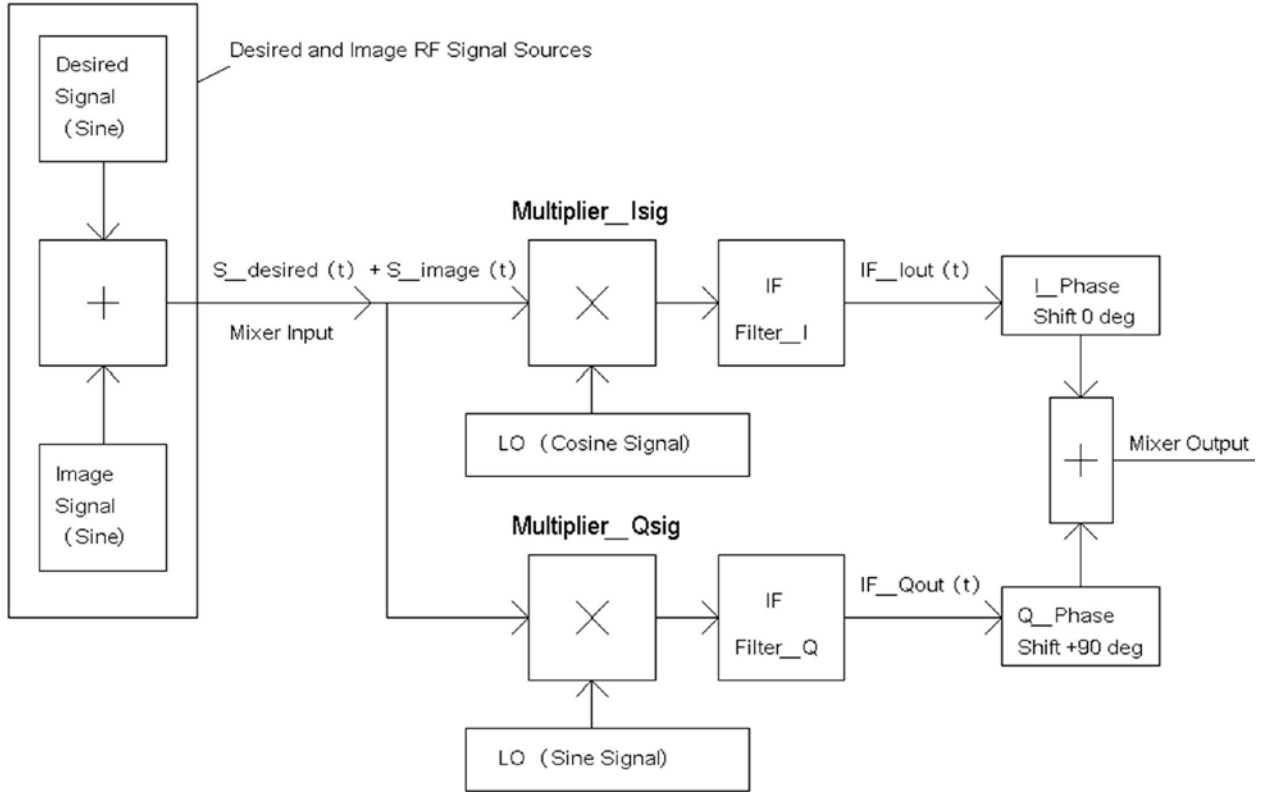 Desired and Image RF Signal Sources
Desired
Signal
(Sine)
+
Image
Signal
(Sine)
S__desired (t) + S__image (t)
Mixer Input
Multiplier__Isig
×
LO (Cosine Signal)
IF
Filter__I
IF__Iout (t)
I__Phase
Shift 0 deg
Multiplier__Qsig
×
LO (Sine Signal)
IF
Filter__Q
IF__Qout (t)
Q__Phase
Shift +90 deg
+
Mixer Output